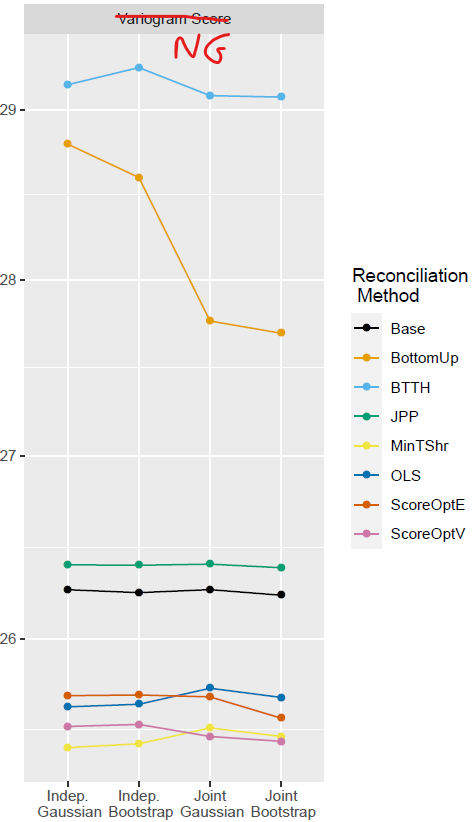 Variogram Score
NG
29
28
27
26
Indep. Gaussian
Indep. Bootstrap
Joint Gaussian
Joint Bootstrap
Reconciliation
Method
Base
BottomUp
BTTH
JPP
MinTShr
OLS
ScoreOptE
ScoreOptV